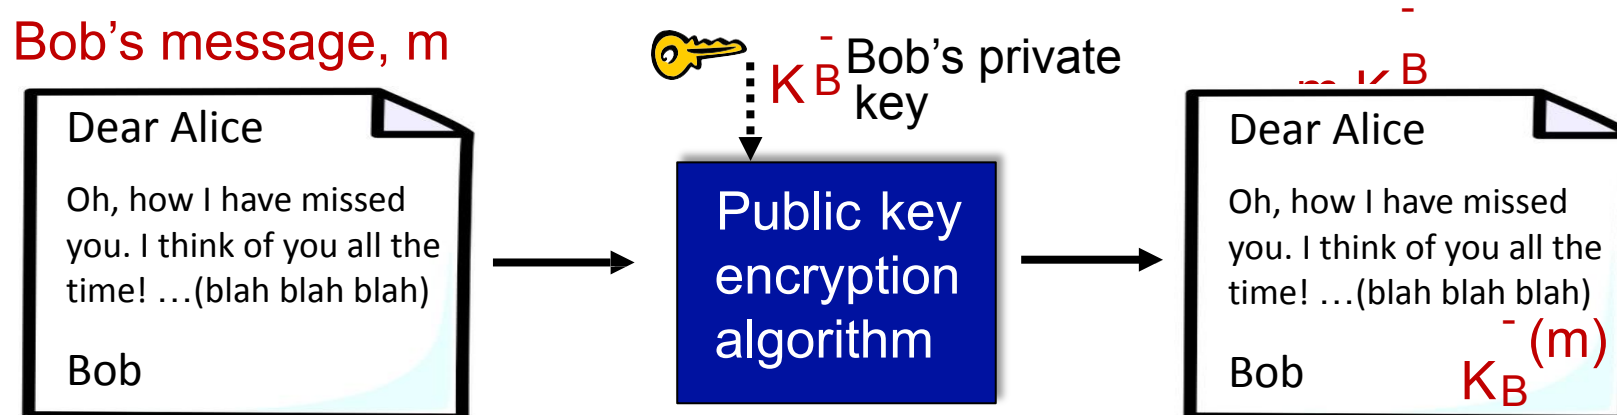 Bob’s message, m
Dear Alice
Oh, how I have missed
you. I think of you all the
time! …(blah blah blah)
Bob
K B - Bob’s private
key
Public key
encryption
algorithm
-
B
Dear Alice
Oh, how I have missed
you. I think of you all the
time! …(blah blah blah)
Bob
K B - (m)